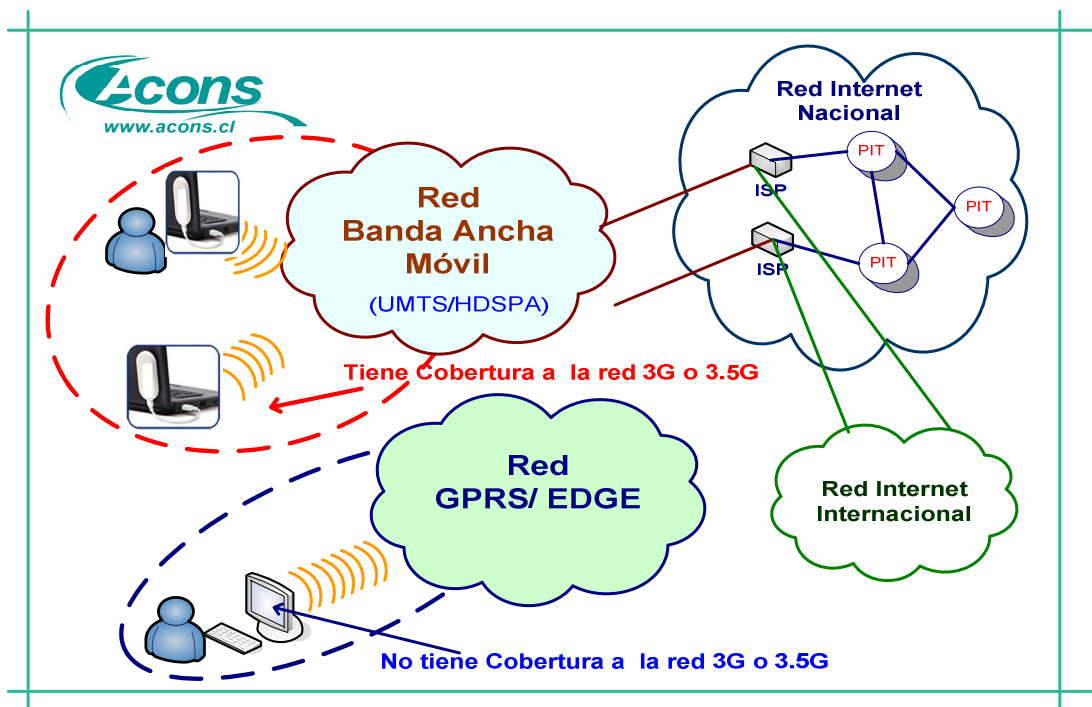 Acons
www.acons.cl
Red Internet
Nacional
PIT
ISP
PIT
ISP
PIT
Red
Banda Ancha
Móvil
(UMTS/HDSPA)
Tiene Cobertura a la red 3G o 3.5G
Red
GPRS/ EDGE
Red Internet
Internacional
No tiene Cobertura a la red 3G o 3.5G